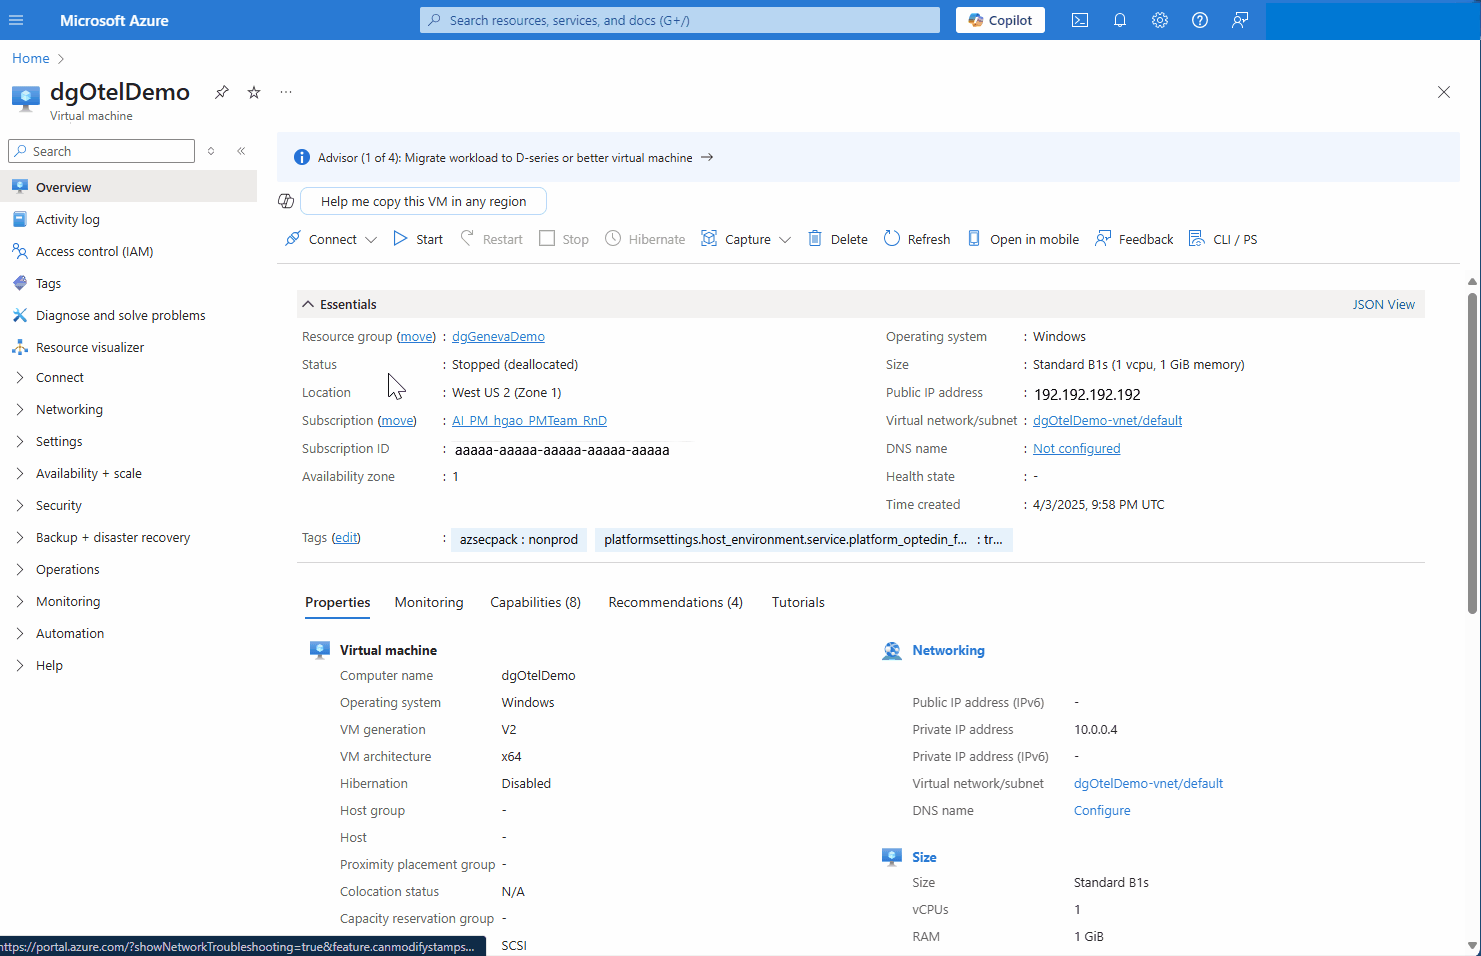 Microsoft Azure
Search resources, services, and docs (G+/)
Copilot
Home
dgOtelDemo
Virtual machine
Search
Overview
Activity log
Access control (IAM)
Tags
Diagnose and solve problems
Resource visualizer
Connect
Networking
Settings
Availability + scale
Security
Backup + disaster recovery
Operations
Monitoring
Automation
Help
Advisor (1 of 4): Migrate workload to D-series or better virtual machine
Help me copy this VM in any region
Connect Start Restart Stop Hibernate Capture Delete Refresh Open in mobile Feedback CLI / PS
Essentials JSON View
Resource group (move) : dgGenevaDemo
Status : Stopped (deallocated)
Location : West US 2 (Zone 1)
Subscription (move) : AI_PM_hgao_PMTeam_RnD
Subscription ID : aaaaa-aaaaa-aaaaa-aaaaa-aaaaa
Availability zone : 1
Operating system : Windows
Size : Standard B1s (1 vcpu, 1 GiB memory)
Public IP address : 192.192.192.192
Virtual network/subnet : dgOtelDemo-vnet/default
DNS name : Not configured
Health state : -
Time created : 4/3/2025, 9:58 PM UTC
Tags (edit) : azsecpack : nonprod platformsettings.host_environment.service.platform_optedin_f... : tr...
Properties Monitoring Capabilities (8) Recommendations (4) Tutorials
Virtual machine
Computer name dgOtelDemo
Operating system Windows
VM generation V2
VM architecture x64
Hibernation Disabled
Host group -
Host -
Proximity placement group -
Colocation status N/A
Capacity reservation group -
SCSI
Networking
Public IP address (IPv6) -
Private IP address 10.0.0.4
Private IP address (IPv6) -
Virtual network/subnet dgOtelDemo-vnet/default
DNS name Configure
Size
Size Standard B1s
vCPUs 1
RAM 1 GiB
https://portal.azure.com/?showNetworkTroubleshooting=true&feature.canmodifystamps...